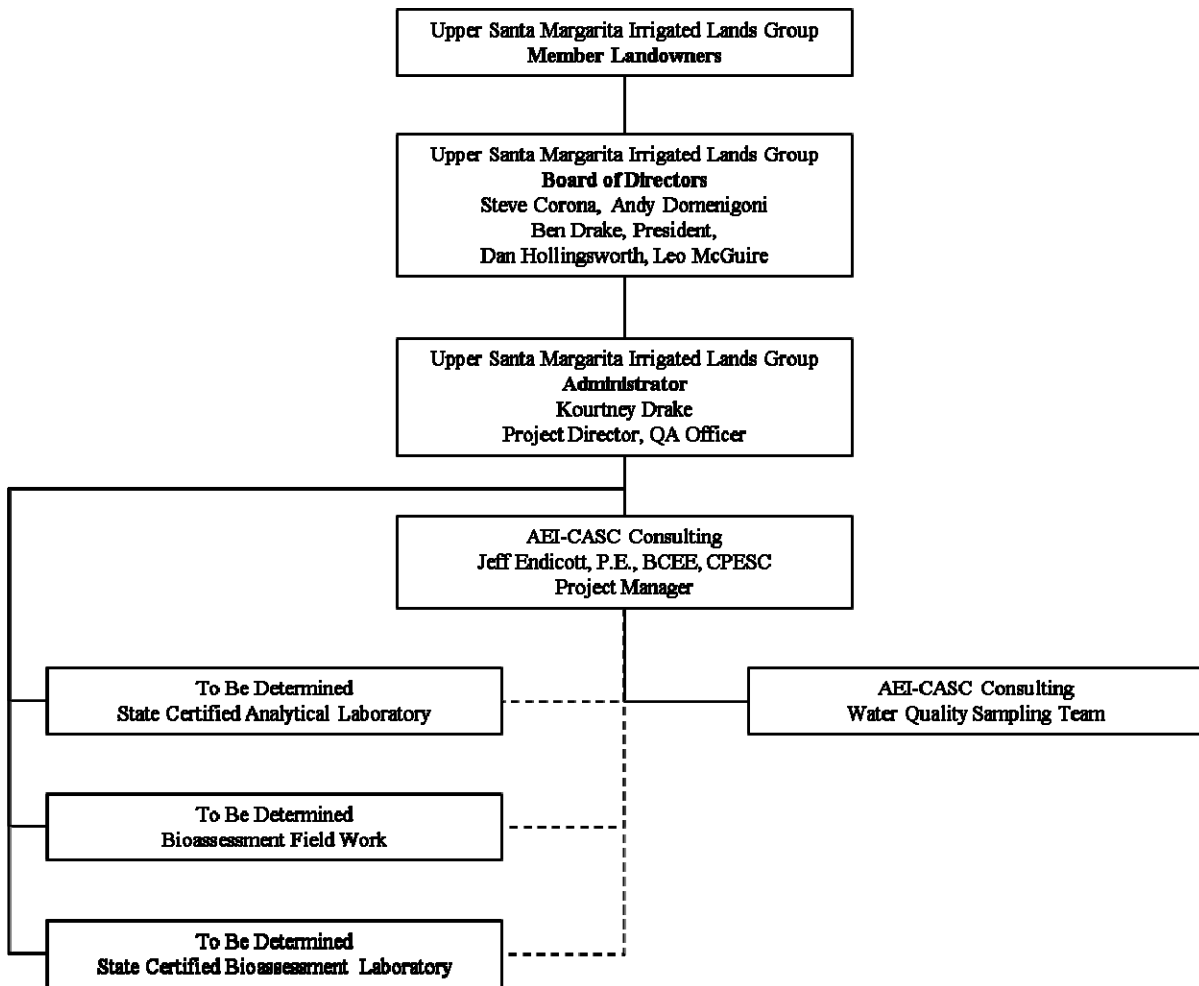 Upper Santa Margarita Irrigated Lands Group
Member Landowners
Upper Santa Margarita Irrigated Lands Group
Board of Directors
Steve Corona, Andy Domenigoni
Ben Drake, President,
Dan Hollingsworth, Leo McGuire
Upper Santa Margarita Irrigated Lands Group
Administrator
Kourtney Drake
Project Director, QA Officer
AEI-CASC Consulting
Jeff Endicott, P.E., BCEE, CPESC
Project Manager
To Be Determined
State Certified Analytical Laboratory
AEI-CASC Consulting
Water Quality Sampling Team
To Be Determined
Bioassessment Field Work
To Be Determined
State Certified Bioassessment Laboratory